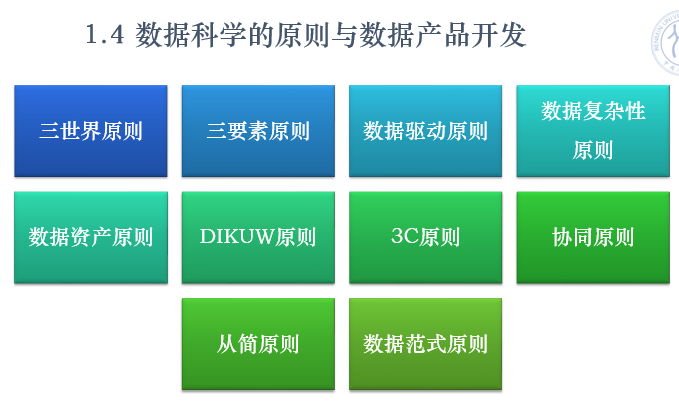 1.4 数据科学的原则与数据产品开发
三世界原则
三要素原则
数据驱动原则
数据复杂性
原则
数据资产原则
DIKUW原则
3C原则
协同原则
从简原则
数据范式原则